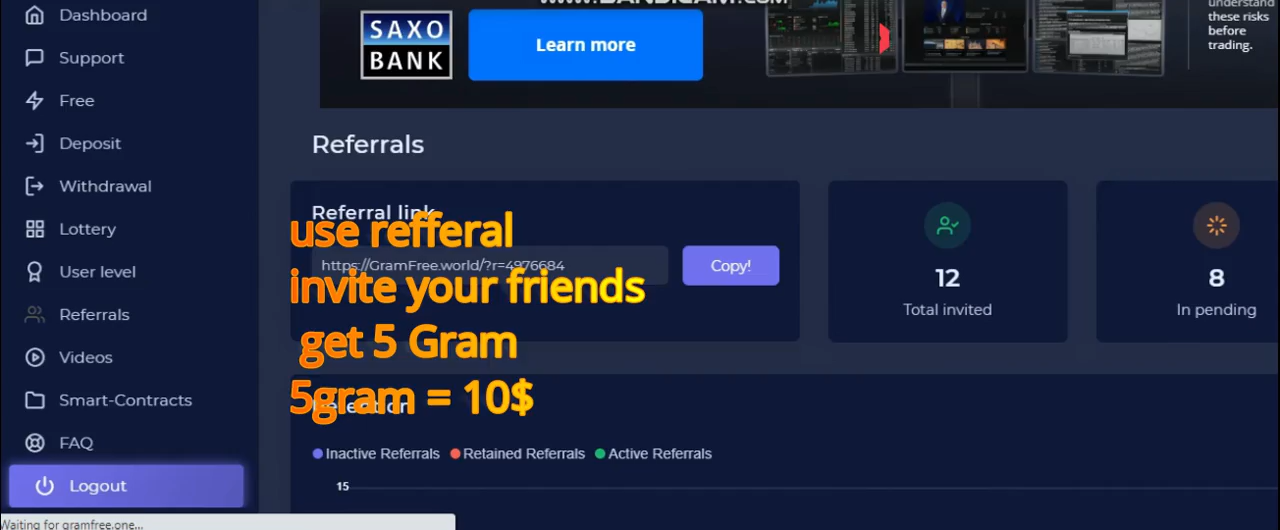 Dashboard
Support
Free
Deposit
Withdrawal
Lottery
User level
Referrals
Videos
Smart-Contracts
FAQ
Logout
Waiting for gramfree.one...
www.BANDICAM.com
SAXO
BANK
Learn more
understand
these risks
before
trading.
Referrals
Referral link
https://GramFree.world/?r=4976684
Copy!
use refferal
invite your friends
get 5 Gram
5gram = 10$
12
Total invited
8
In pending
Inactive Referrals
Retained Referrals
Active Referrals
15